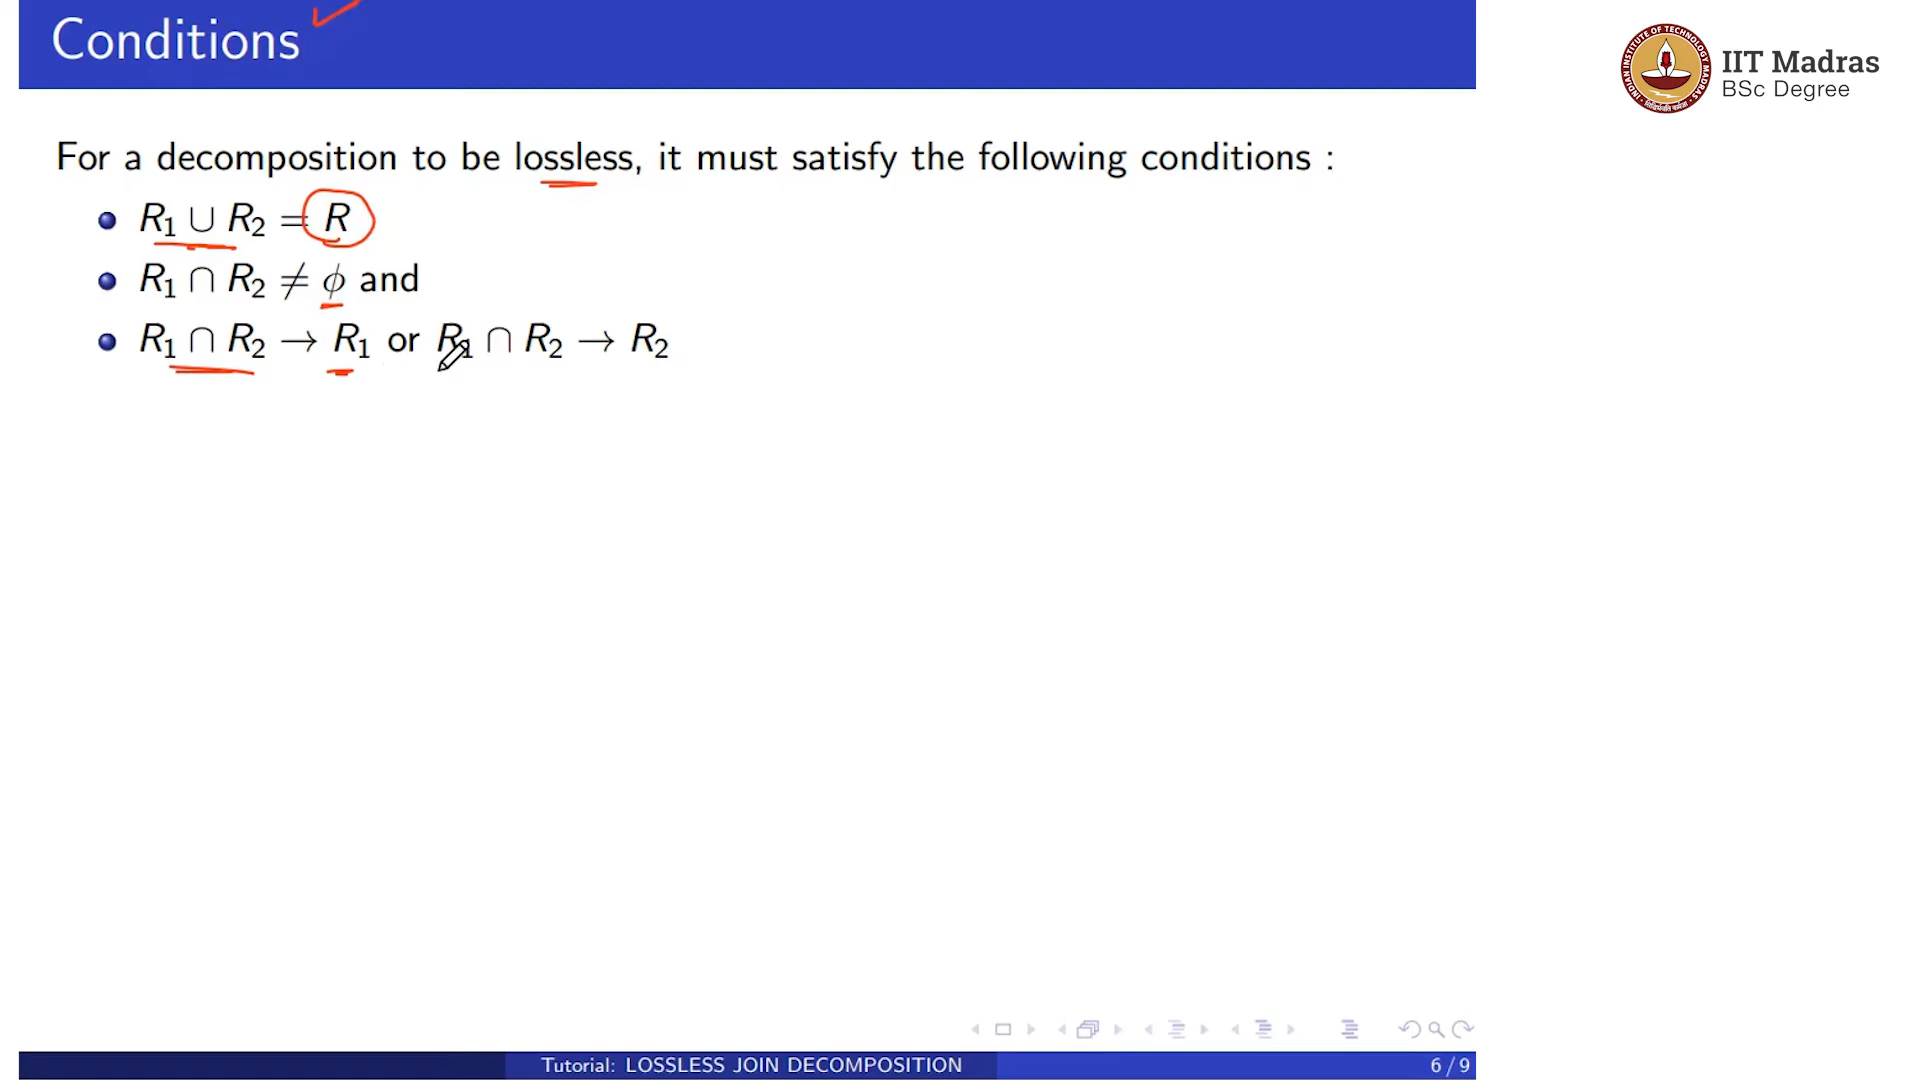 Conditions
IIT Madras
BSc Degree
For a decomposition to be lossless, it must satisfy the following conditions :
R₁ ∪ R₂ = R
R₁ ∩ R₂ ≠ ϕ and
R₁ ∩ R₂ → R₁ or R₁ ∩ R₂ → R₂
Tutorial: LOSSLESS JOIN DECOMPOSITION
6 / 9